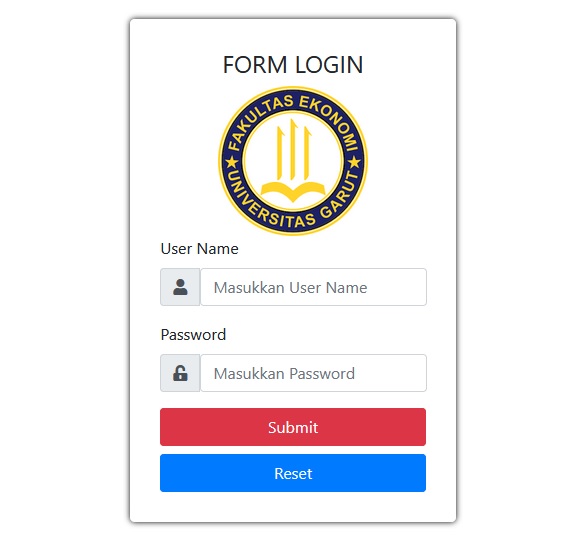 FORM LOGIN
FAKULTAS EKONOMI
UNIVERSITAS GARUT
User Name
Masukkan User Name
Password
Masukkan Password
Submit
Reset